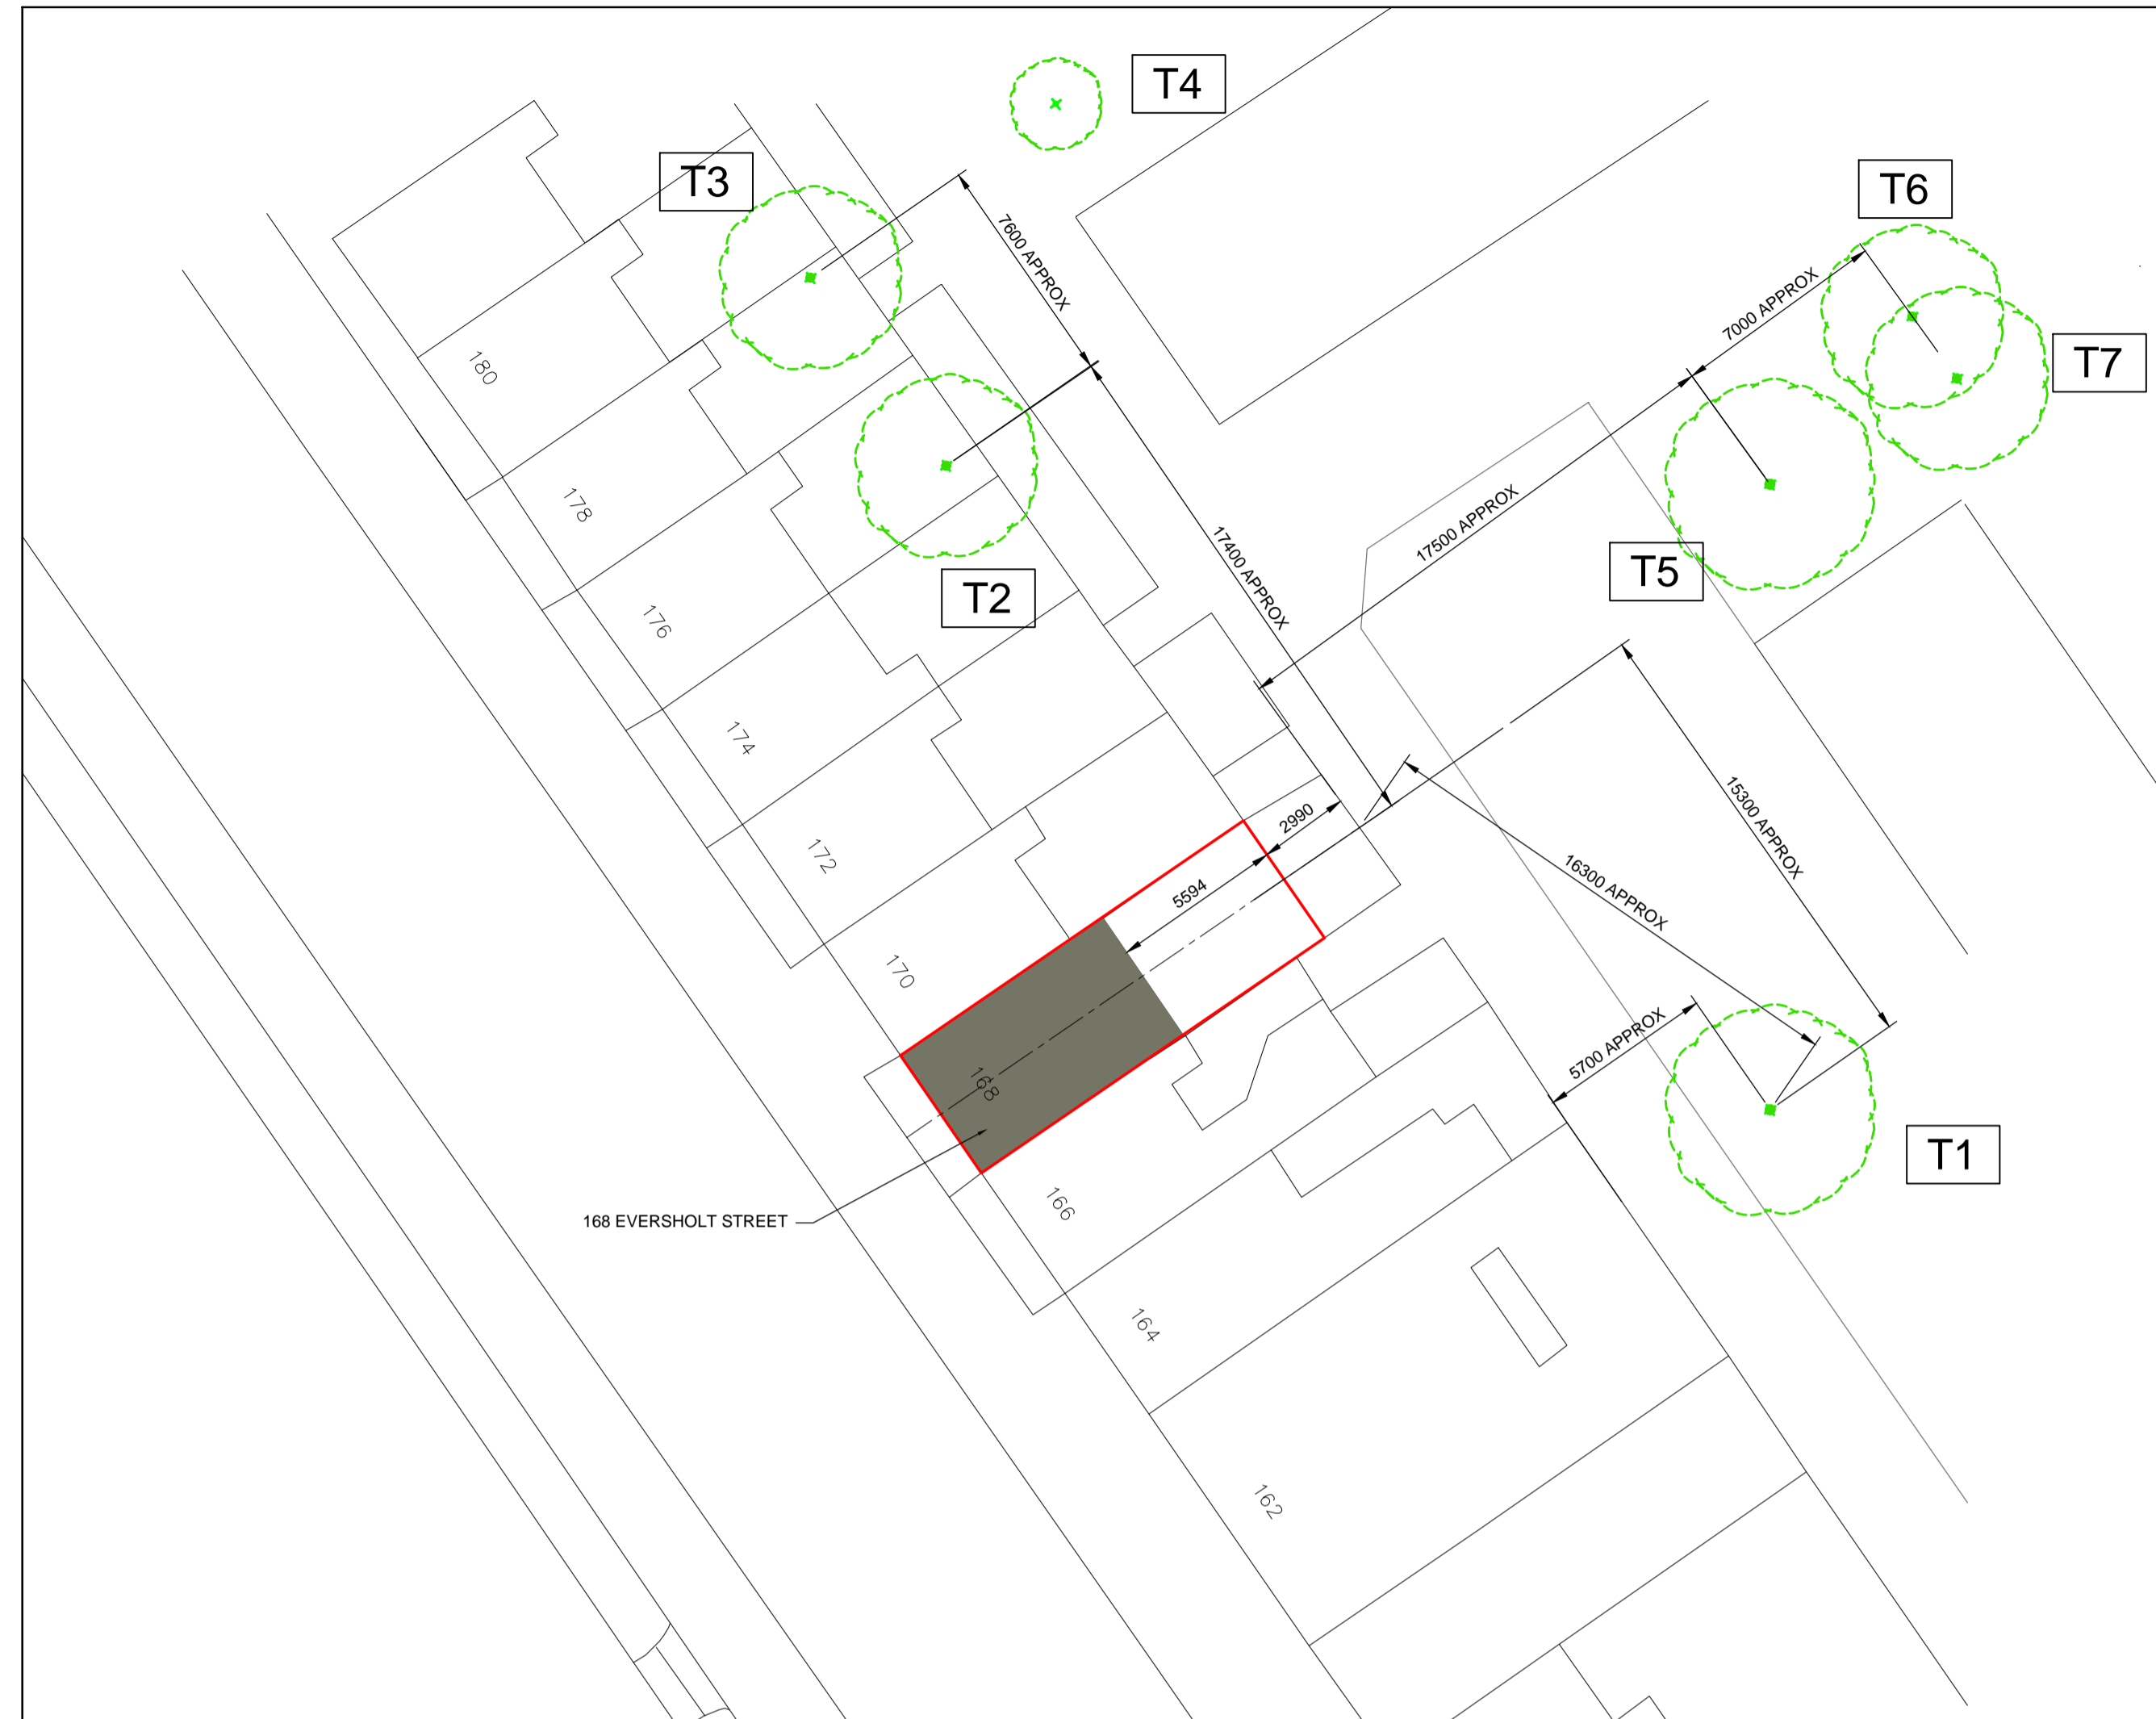 T4
T3
T6
7600 APPROX
7000 APPROX
T7
180
178
17500 APPROX
T5
T2
17400 APPROX
176
174
172
2990
15300 APPROX
5594
16300 APPROX
170
5700 APPROX
168
T1
166
168 EVERSHOLT STREET
164
162